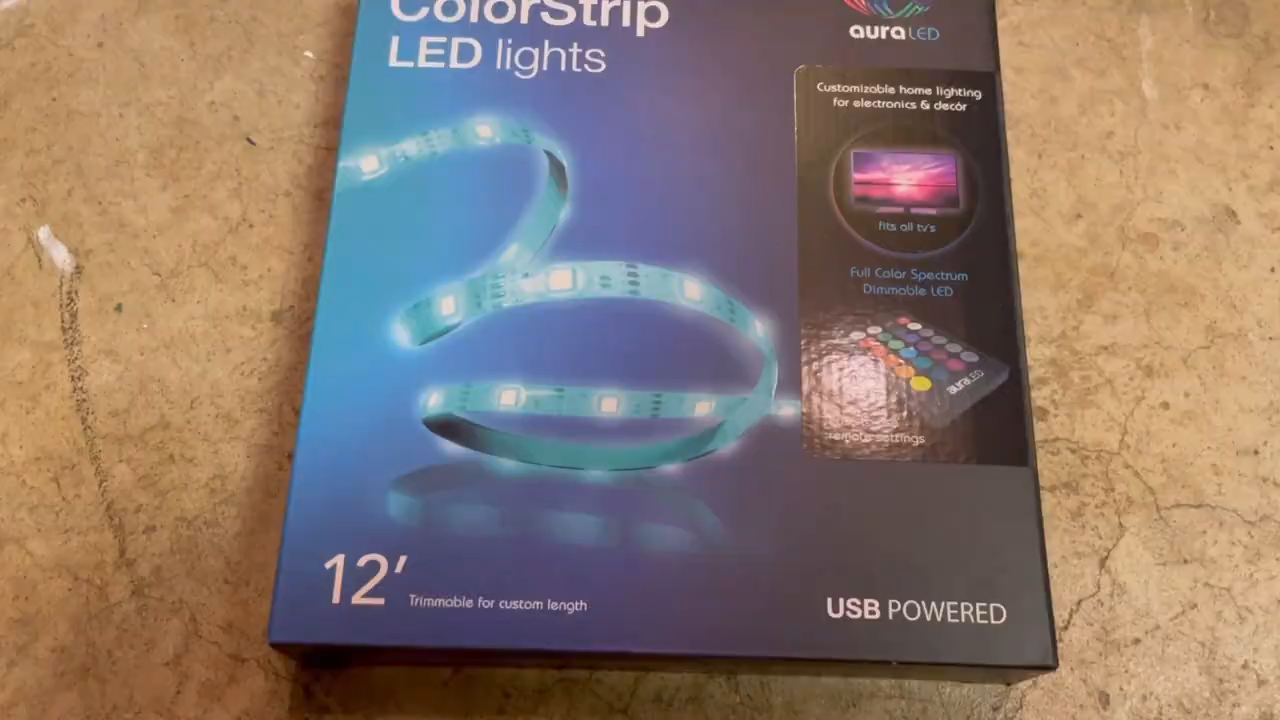 ColorStrip
LED lights
auraLED
Customizable home lighting
for electronics & decór
fits all tv's
Full Color Spectrum
Dimmable LED
auraLED
remote settings
12'
Trimmable for custom length
USB POWERED